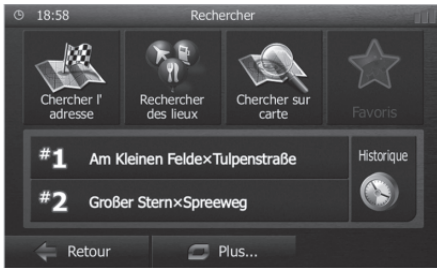 18:58 Rechercher
Chercher l'
adresse
Rechercher
des lieux
Chercher sur
carte
Favoris
#1 Am Kleinen Felde×Tulpenstraße
#2 Großer Stern×Spreeweg
Historique
Retour
Plus...